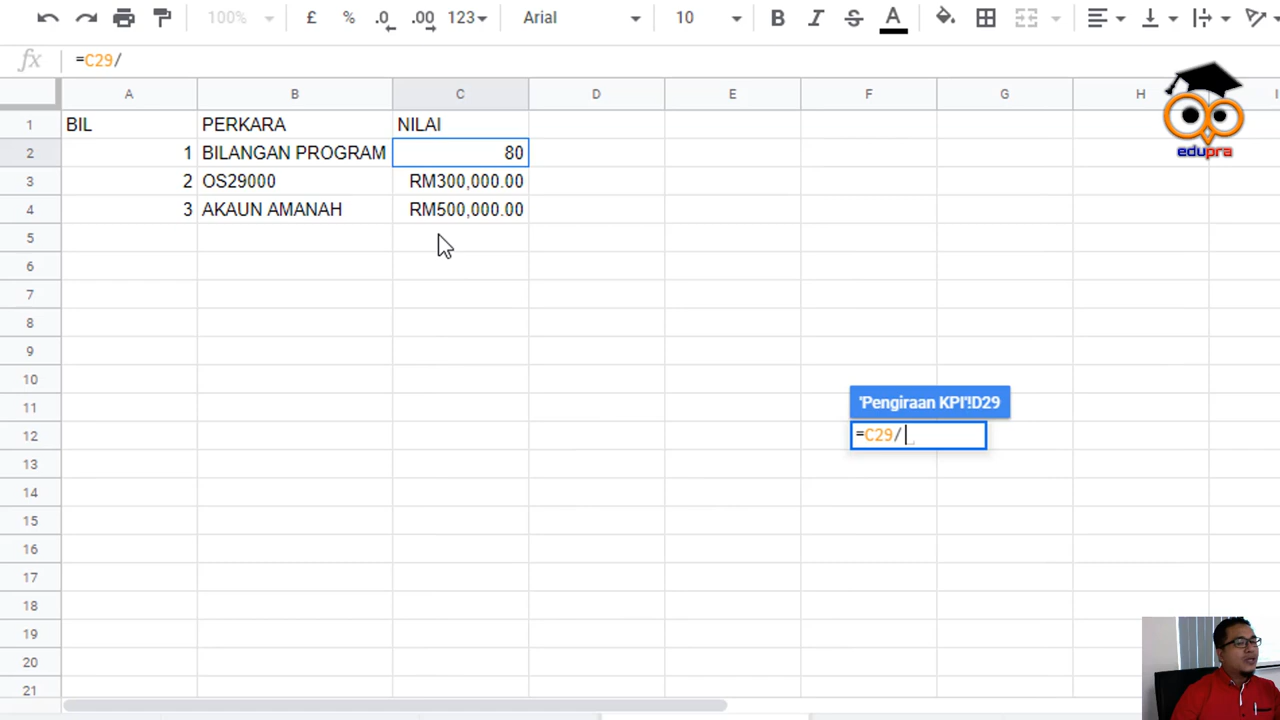 100% £ % .0 .00 123 Arial 10 B I S A
fx =C29/
A B C D E F G H I
1 BIL PERKARA NILAI
2 1 BILANGAN PROGRAM 80
3 2 OS29000 RM300,000.00
4 3 AKAUN AMANAH RM500,000.00
5
6
7
8
9
10
11
12
13
14
15
16
17
18
19
20
21
'Pengiraan KPI'!D29
=C29/
edupra